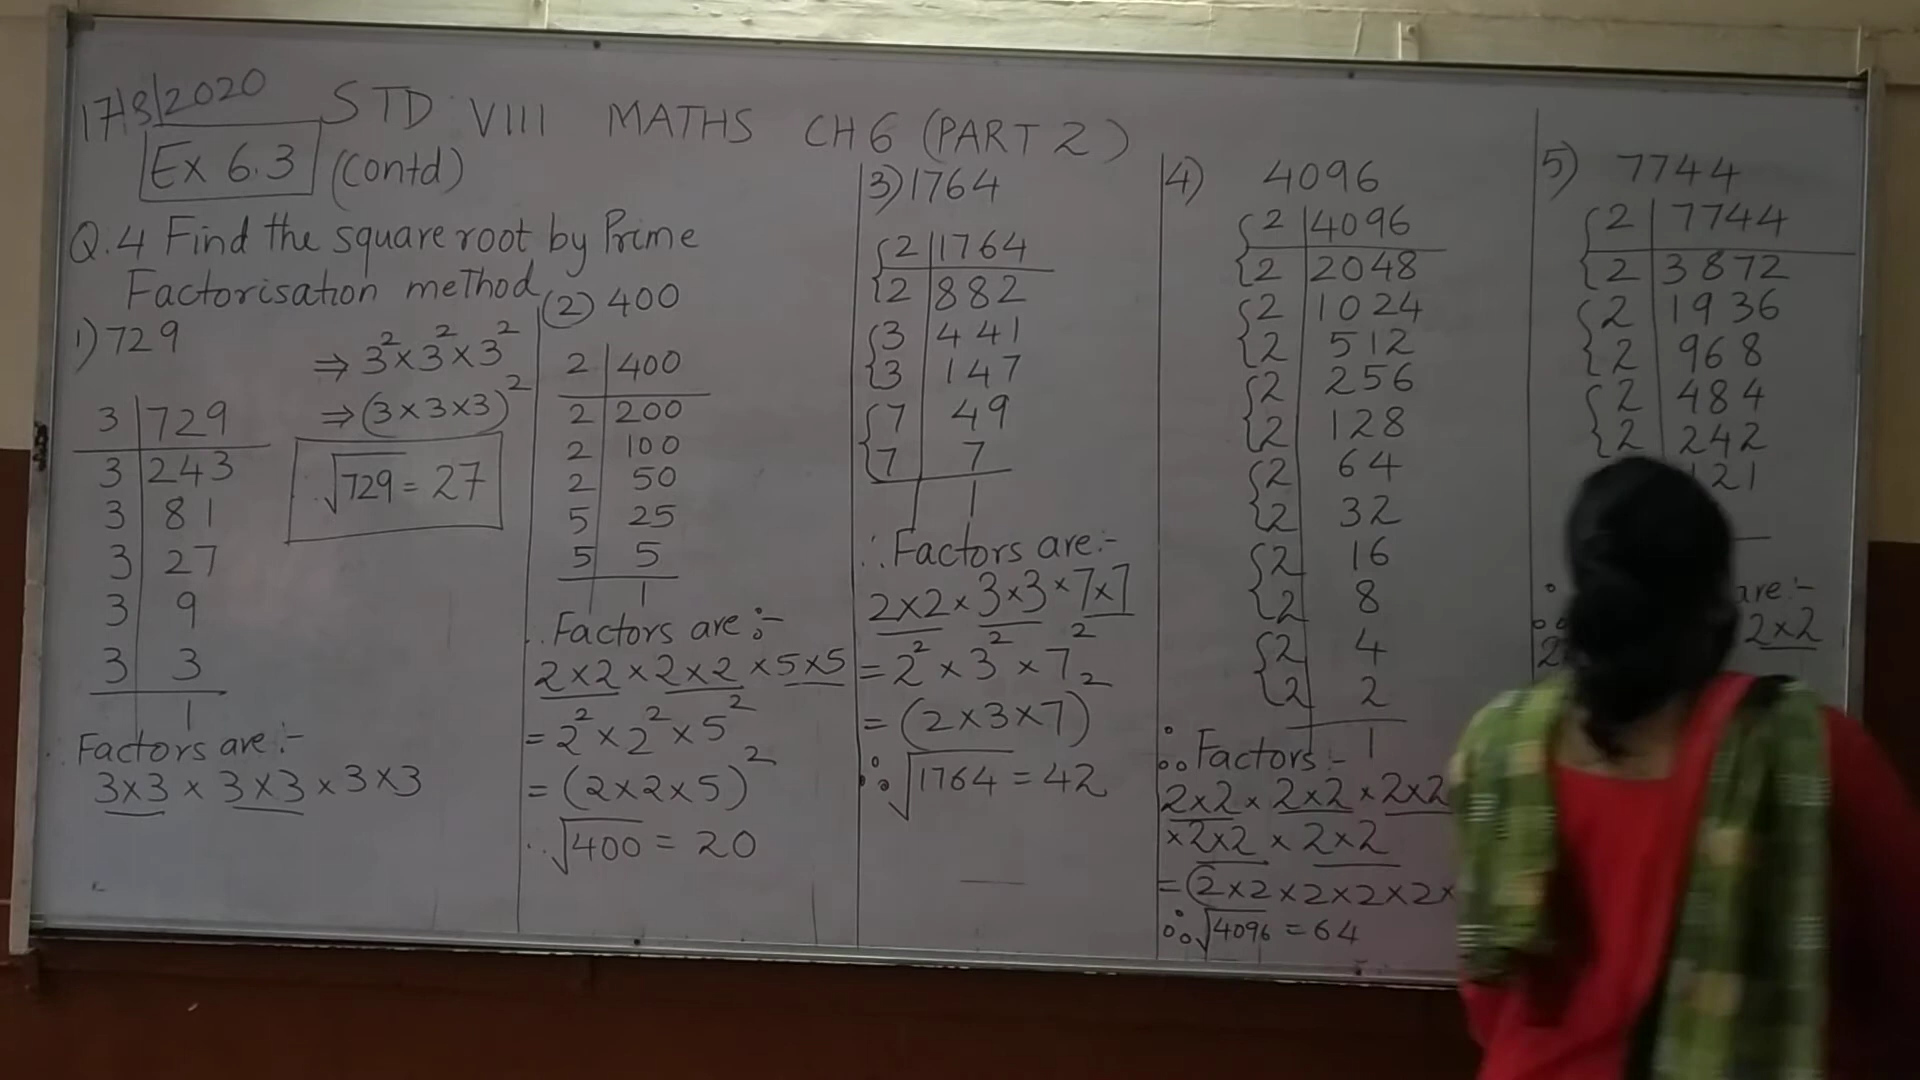 17/8/2020 STD VIII MATHS CH 6 (PART 2)
Ex 6.3 (contd)
Q.4 Find the square root by Prime
Factorisation method
1) 729
3 | 729
3 | 243
3 | 81
3 | 27
3 | 9
3 | 3
1
∴ Factors are :-
3×3 × 3×3 × 3×3
⇒ 3² × 3² × 3²
⇒ (3×3×3)²
∴ √729 = 27
(2) 400
2 | 400
2 | 200
2 | 100
2 | 50
5 | 25
5 | 5
1
∴ Factors are :-
2×2 × 2×2 × 5×5
= 2² × 2² × 5²
= (2×2×5)²
∴ √400 = 20
3) 1764
2 | 1764
2 | 882
3 | 441
3 | 147
7 | 49
7 | 7
1
∴ Factors are :-
2×2 × 3×3 × 7×7
= 2² × 3² × 7²
= (2×3×7)²
∴ √1764 = 42
4) 4096
2 | 4096
2 | 2048
2 | 1024
2 | 512
2 | 256
2 | 128
2 | 64
2 | 32
2 | 16
2 | 8
2 | 4
2 | 2
1
∴ Factors :-
2×2 × 2×2 × 2×2
× 2×2 × 2×2
= (2×2×2×2×2×
∴ √4096 = 64
5) 7744
2 | 7744
2 | 3872
2 | 1936
2 | 968
2 | 484
2 | 242
121
∴ are :-
2 2×2